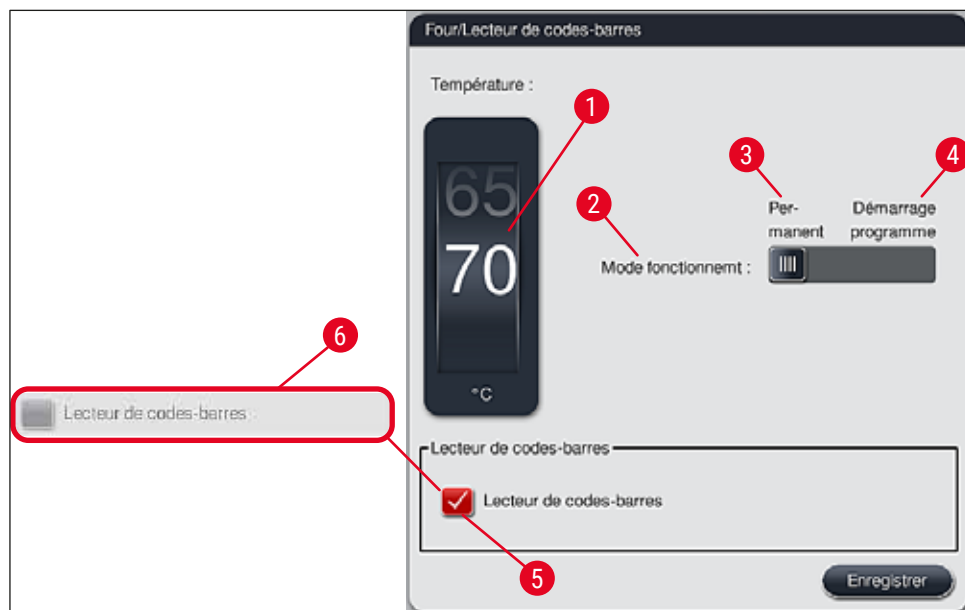 Four/Lecteur de codes-barres
Température :
1
3
4
65
2
Per-
manent
Démarrage
programme
70
Mode fonctionnemt :
6
°C
Lecteur de codes-barres
Lecteur de codes-barres
Lecteur de codes-barres
5
Enregistrer